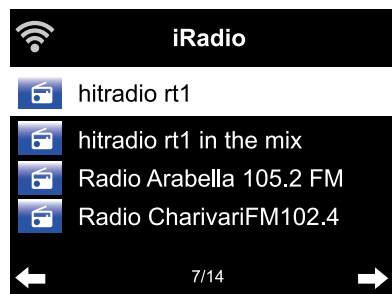 iRadio
hitradio rt1
hitradio rt1 in the mix
Radio Arabella 105.2 FM
Radio CharivariFM102.4
7/14